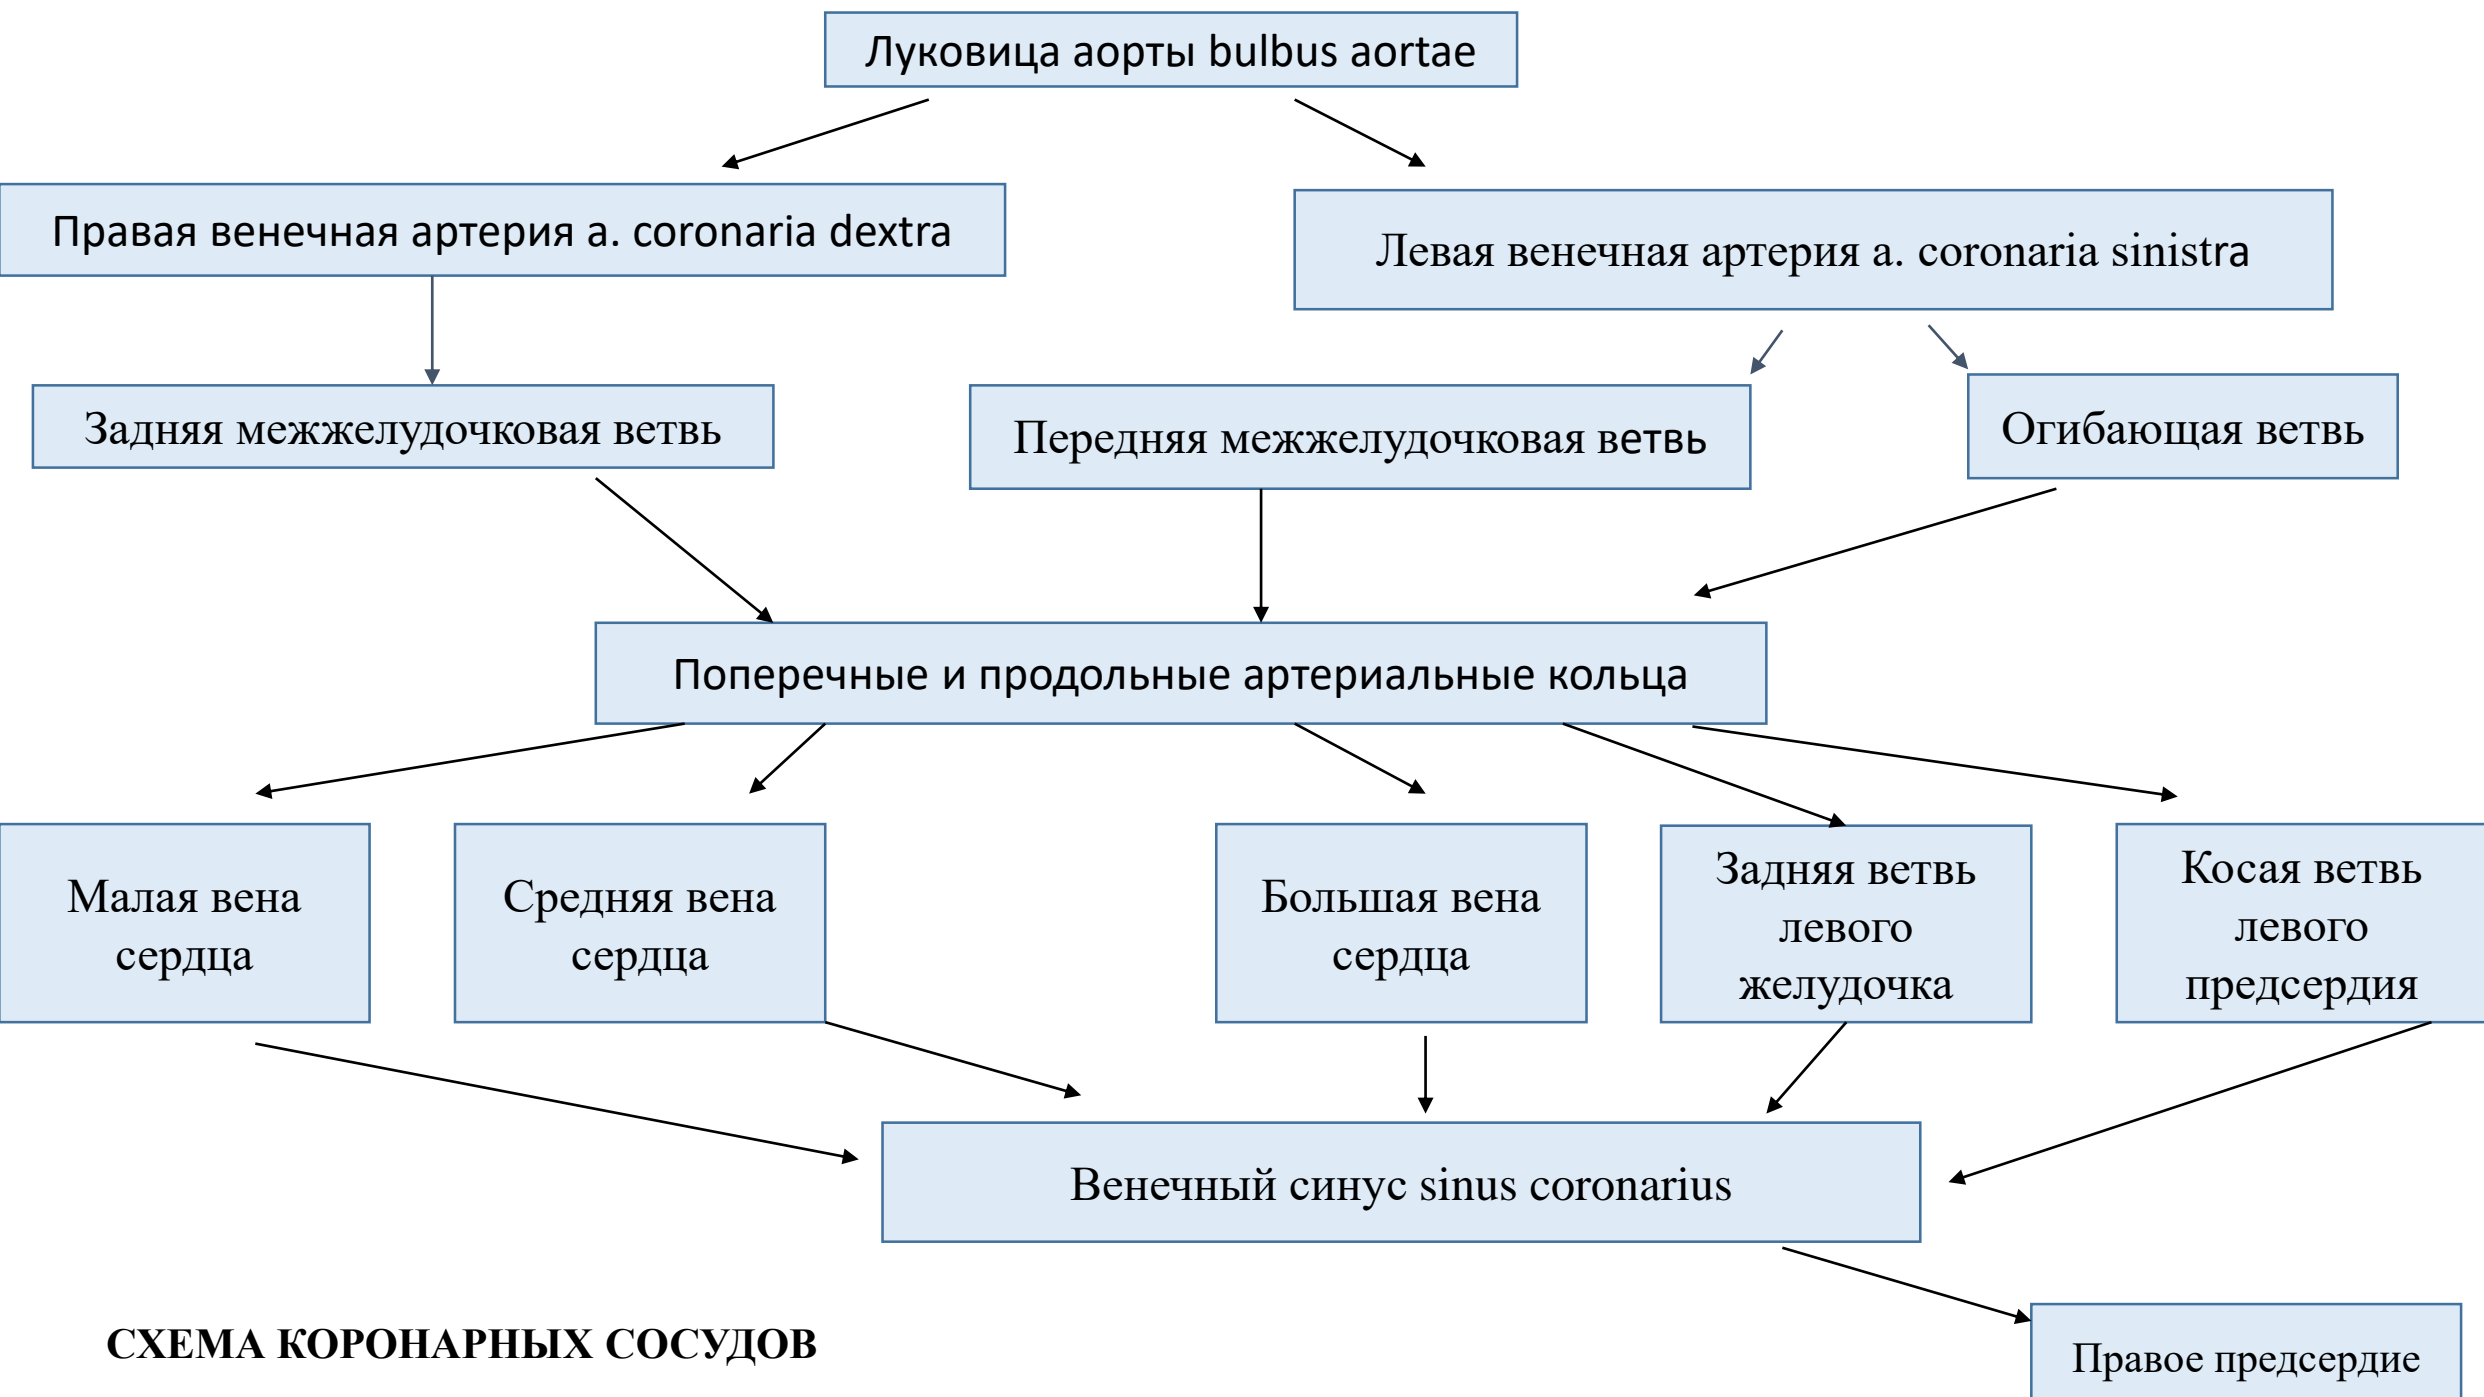 Луковица аорты bulbus aortae
Правая венечная артерия a. coronaria dextra
Левая венечная артерия a. coronaria sinistra
Задняя межжелудочковая ветвь
Передняя межжелудочковая ветвь
Огибающая ветвь
Поперечные и продольные артериальные кольца
Малая вена
сердца
Средняя вена
сердца
Большая вена
сердца
Задняя ветвь
левого
желудочка
Косая ветвь
левого
предсердия
Венечный синус sinus coronarius
СХЕМА КОРОНАРНЫХ СОСУДОВ
Правое предсердие